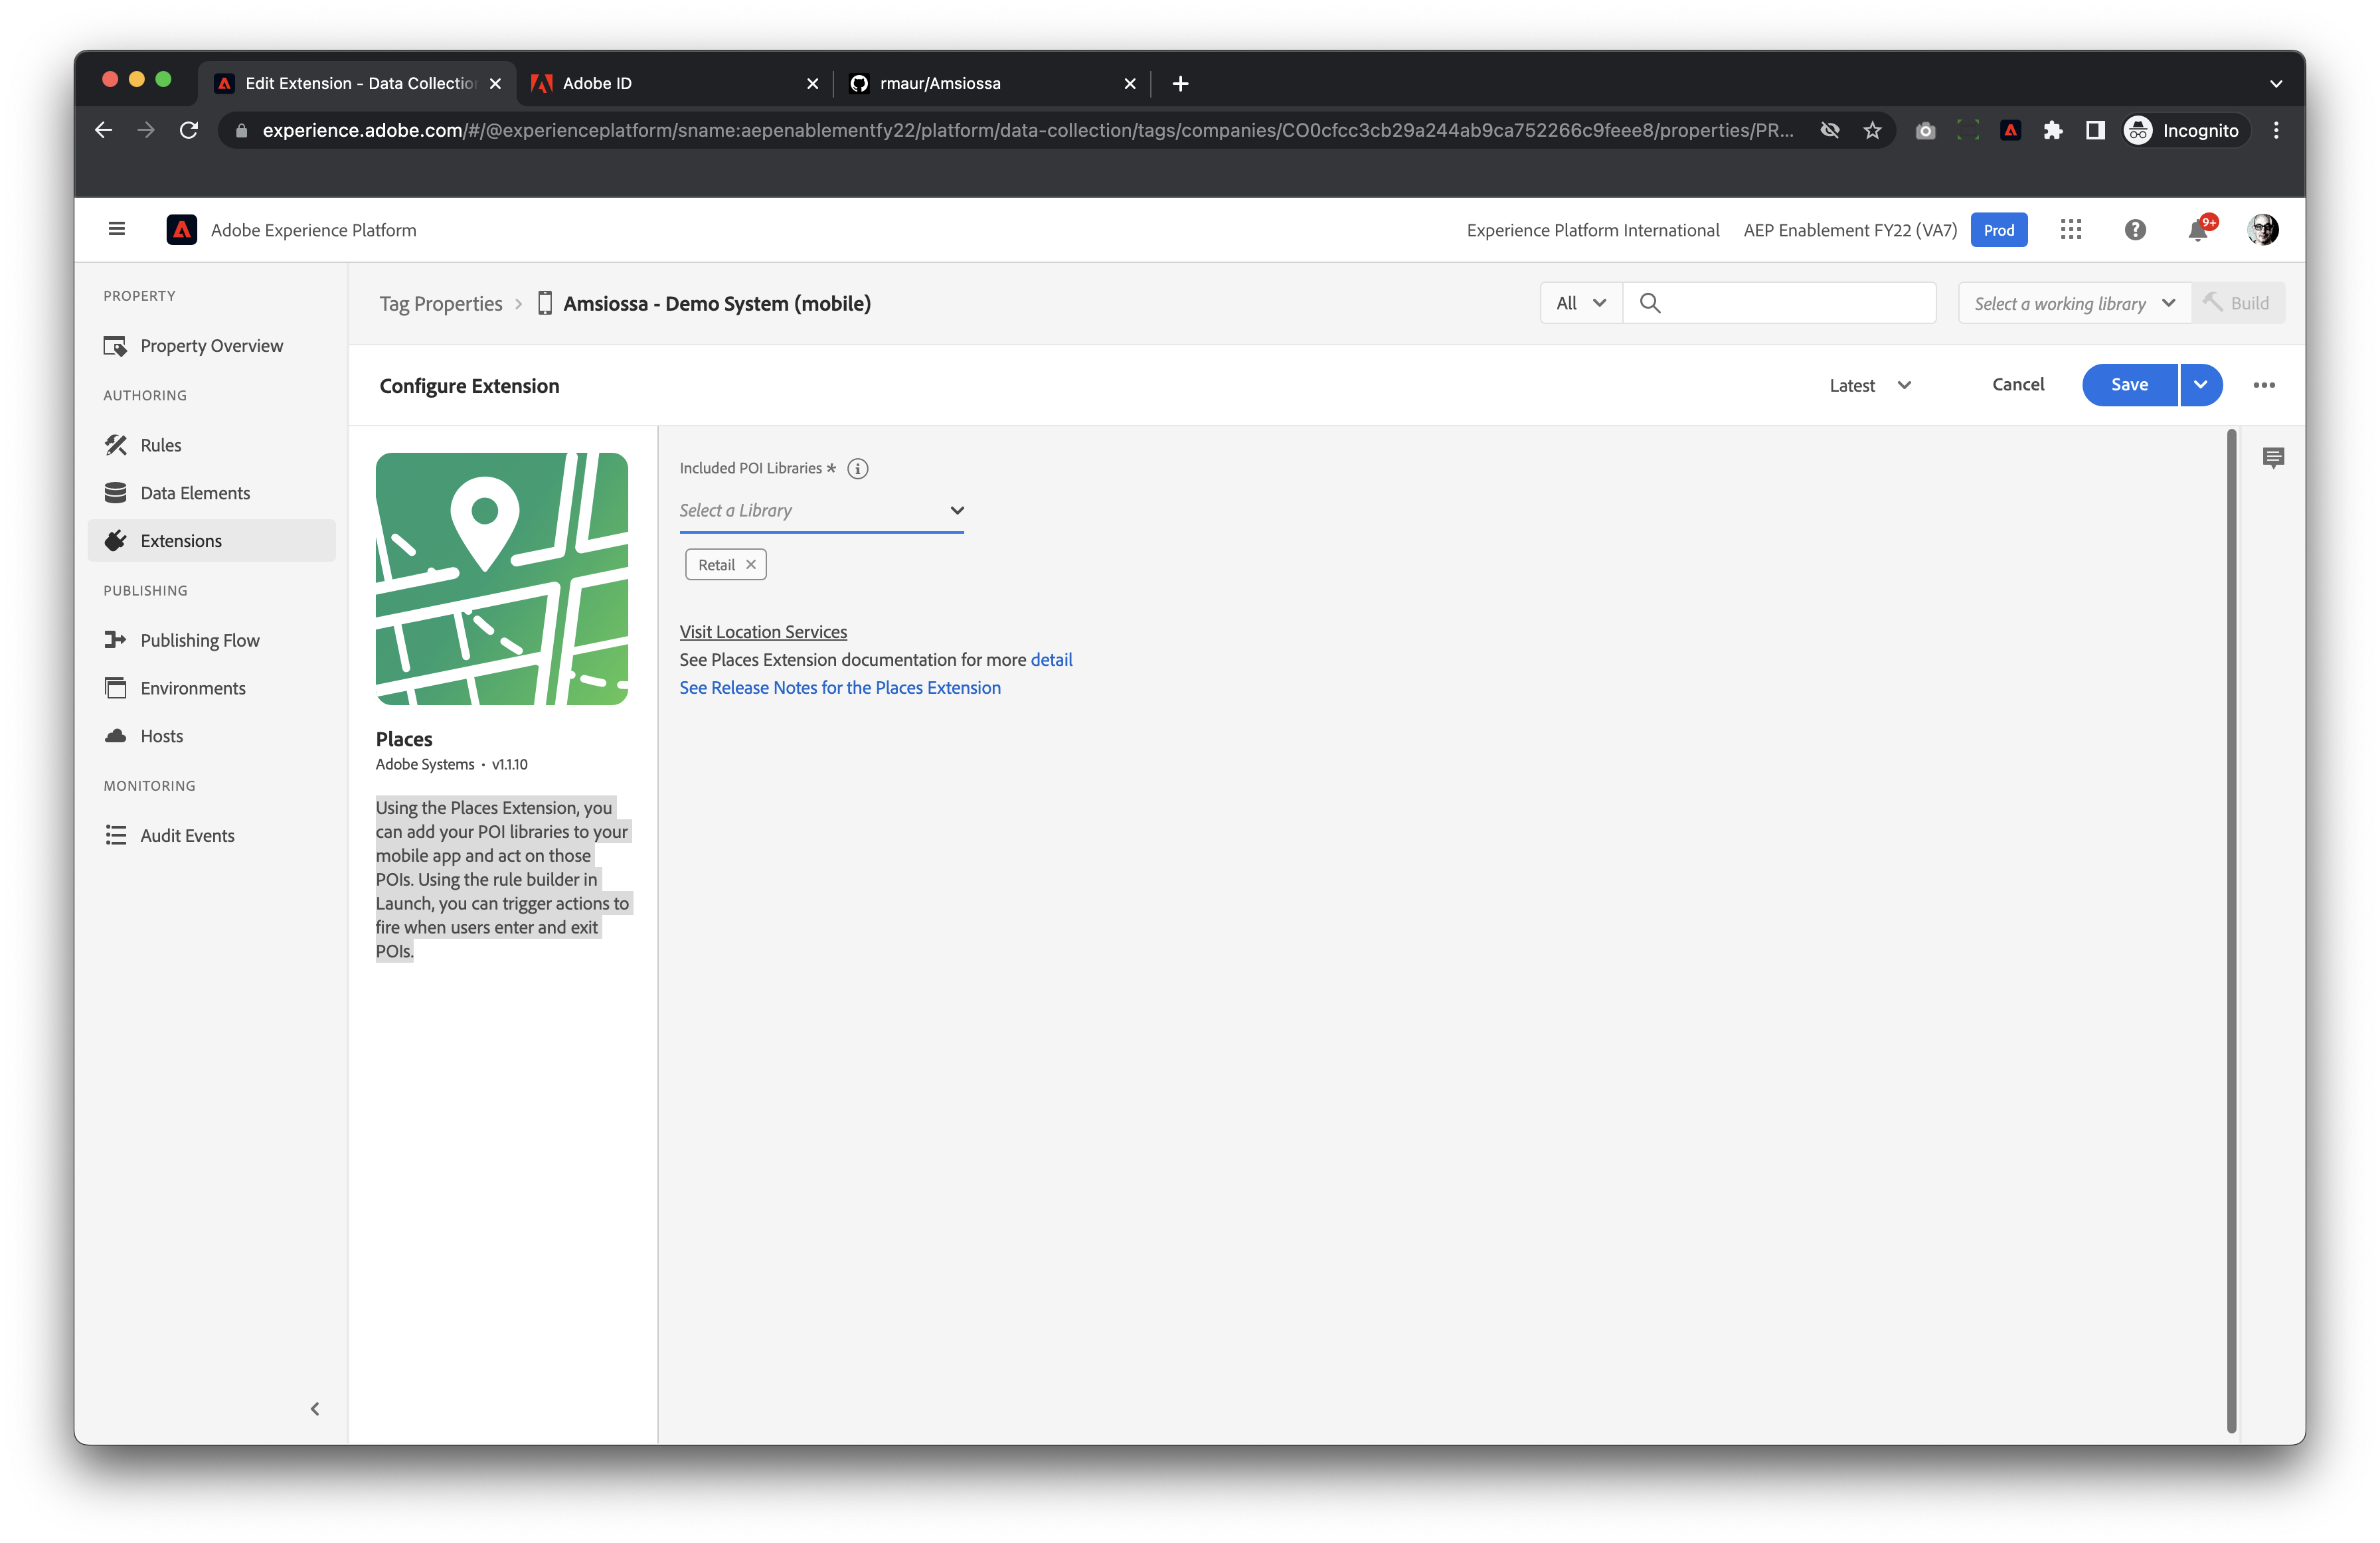 Edit Extension - Data Collectio
Adobe ID
rmaur/Amsiossa
experience.adobe.com/#/@experienceplatform/sname:aepenablementfy22/platform/data-collection/tags/companies/CO0cfcc3cb29a244ab9ca752266c9feee8/properties/PR...
Incognito
Adobe Experience Platform
Experience Platform International
AEP Enablement FY22 (VA7)
Prod
9+
PROPERTY
Property Overview
AUTHORING
Rules
Data Elements
Extensions
PUBLISHING
Publishing Flow
Environments
Hosts
MONITORING
Audit Events
Tag Properties > Amsiossa - Demo System (mobile)
All
Select a working library
Build
Configure Extension
Latest
Cancel
Save
Places
Adobe Systems • v1.1.10
Using the Places Extension, you
can add your POI libraries to your
mobile app and act on those
POIs. Using the rule builder in
Launch, you can trigger actions to
fire when users enter and exit
POIs.
Included POI Libraries *
Select a Library
Retail
Visit Location Services
See Places Extension documentation for more detail
See Release Notes for the Places Extension